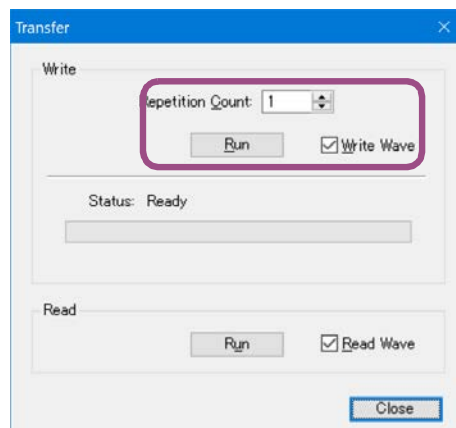 Transfer
Write
Repetition Count: 1
Run
Write Wave
Status: Ready
Read
Run
Read Wave
Close